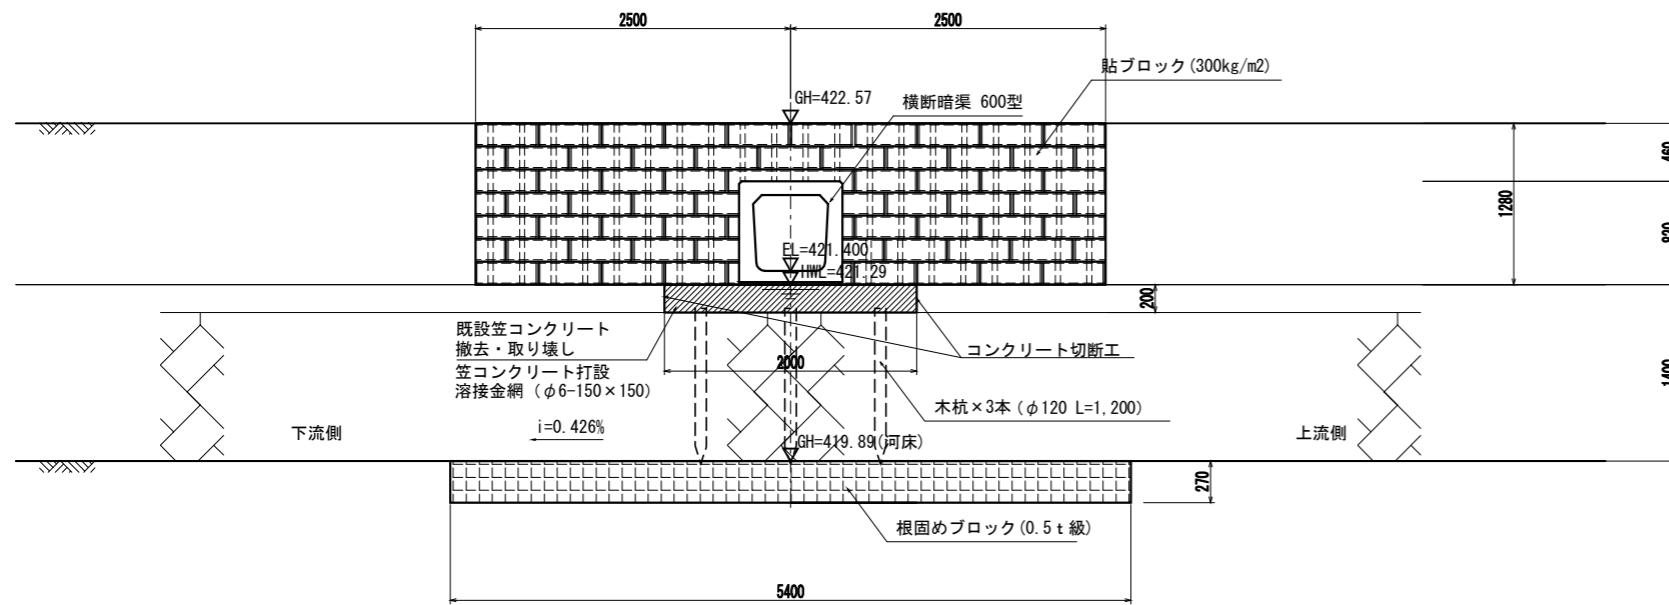 2500
2500
貼ブロック(300kg/m2)
GH=422.57
横断暗渠 600型
460
1280
820
FL=421.400
HWL=421.29
200
既設笠コンクリート
撤去・取り壊し
コンクリート切断工
2000
笠コンクリート打設
溶接金網（φ6-150×150）
1400
木杭×3本（φ120 L=1,200）
i=0.426%
下流側
上流側
GH=419.89(河床)
270
根固めブロック(0.5t級)
5400